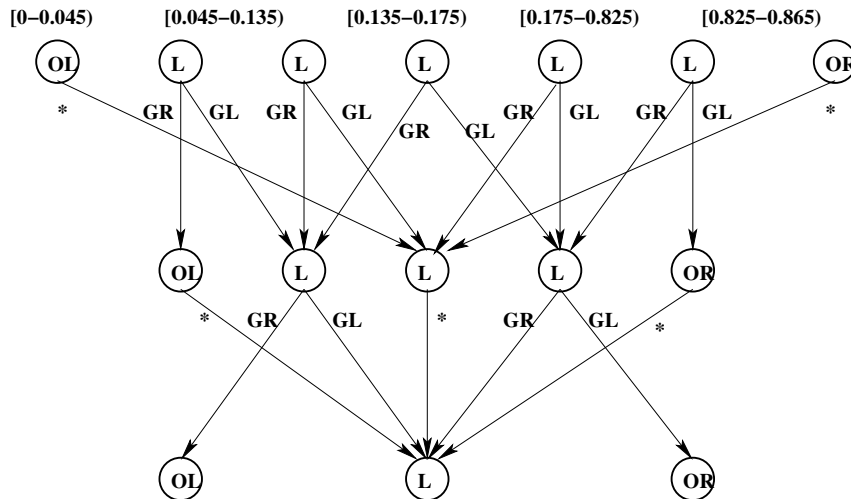 [0−0.045) [0.045−0.135) [0.135−0.175) [0.175−0.825) [0.825−0.865)
OL L L L L L OR
* GR GL GR GL GR GL GR GL GR GL *
OL L L L OR
* GR GL * GR GL *
OL L OR